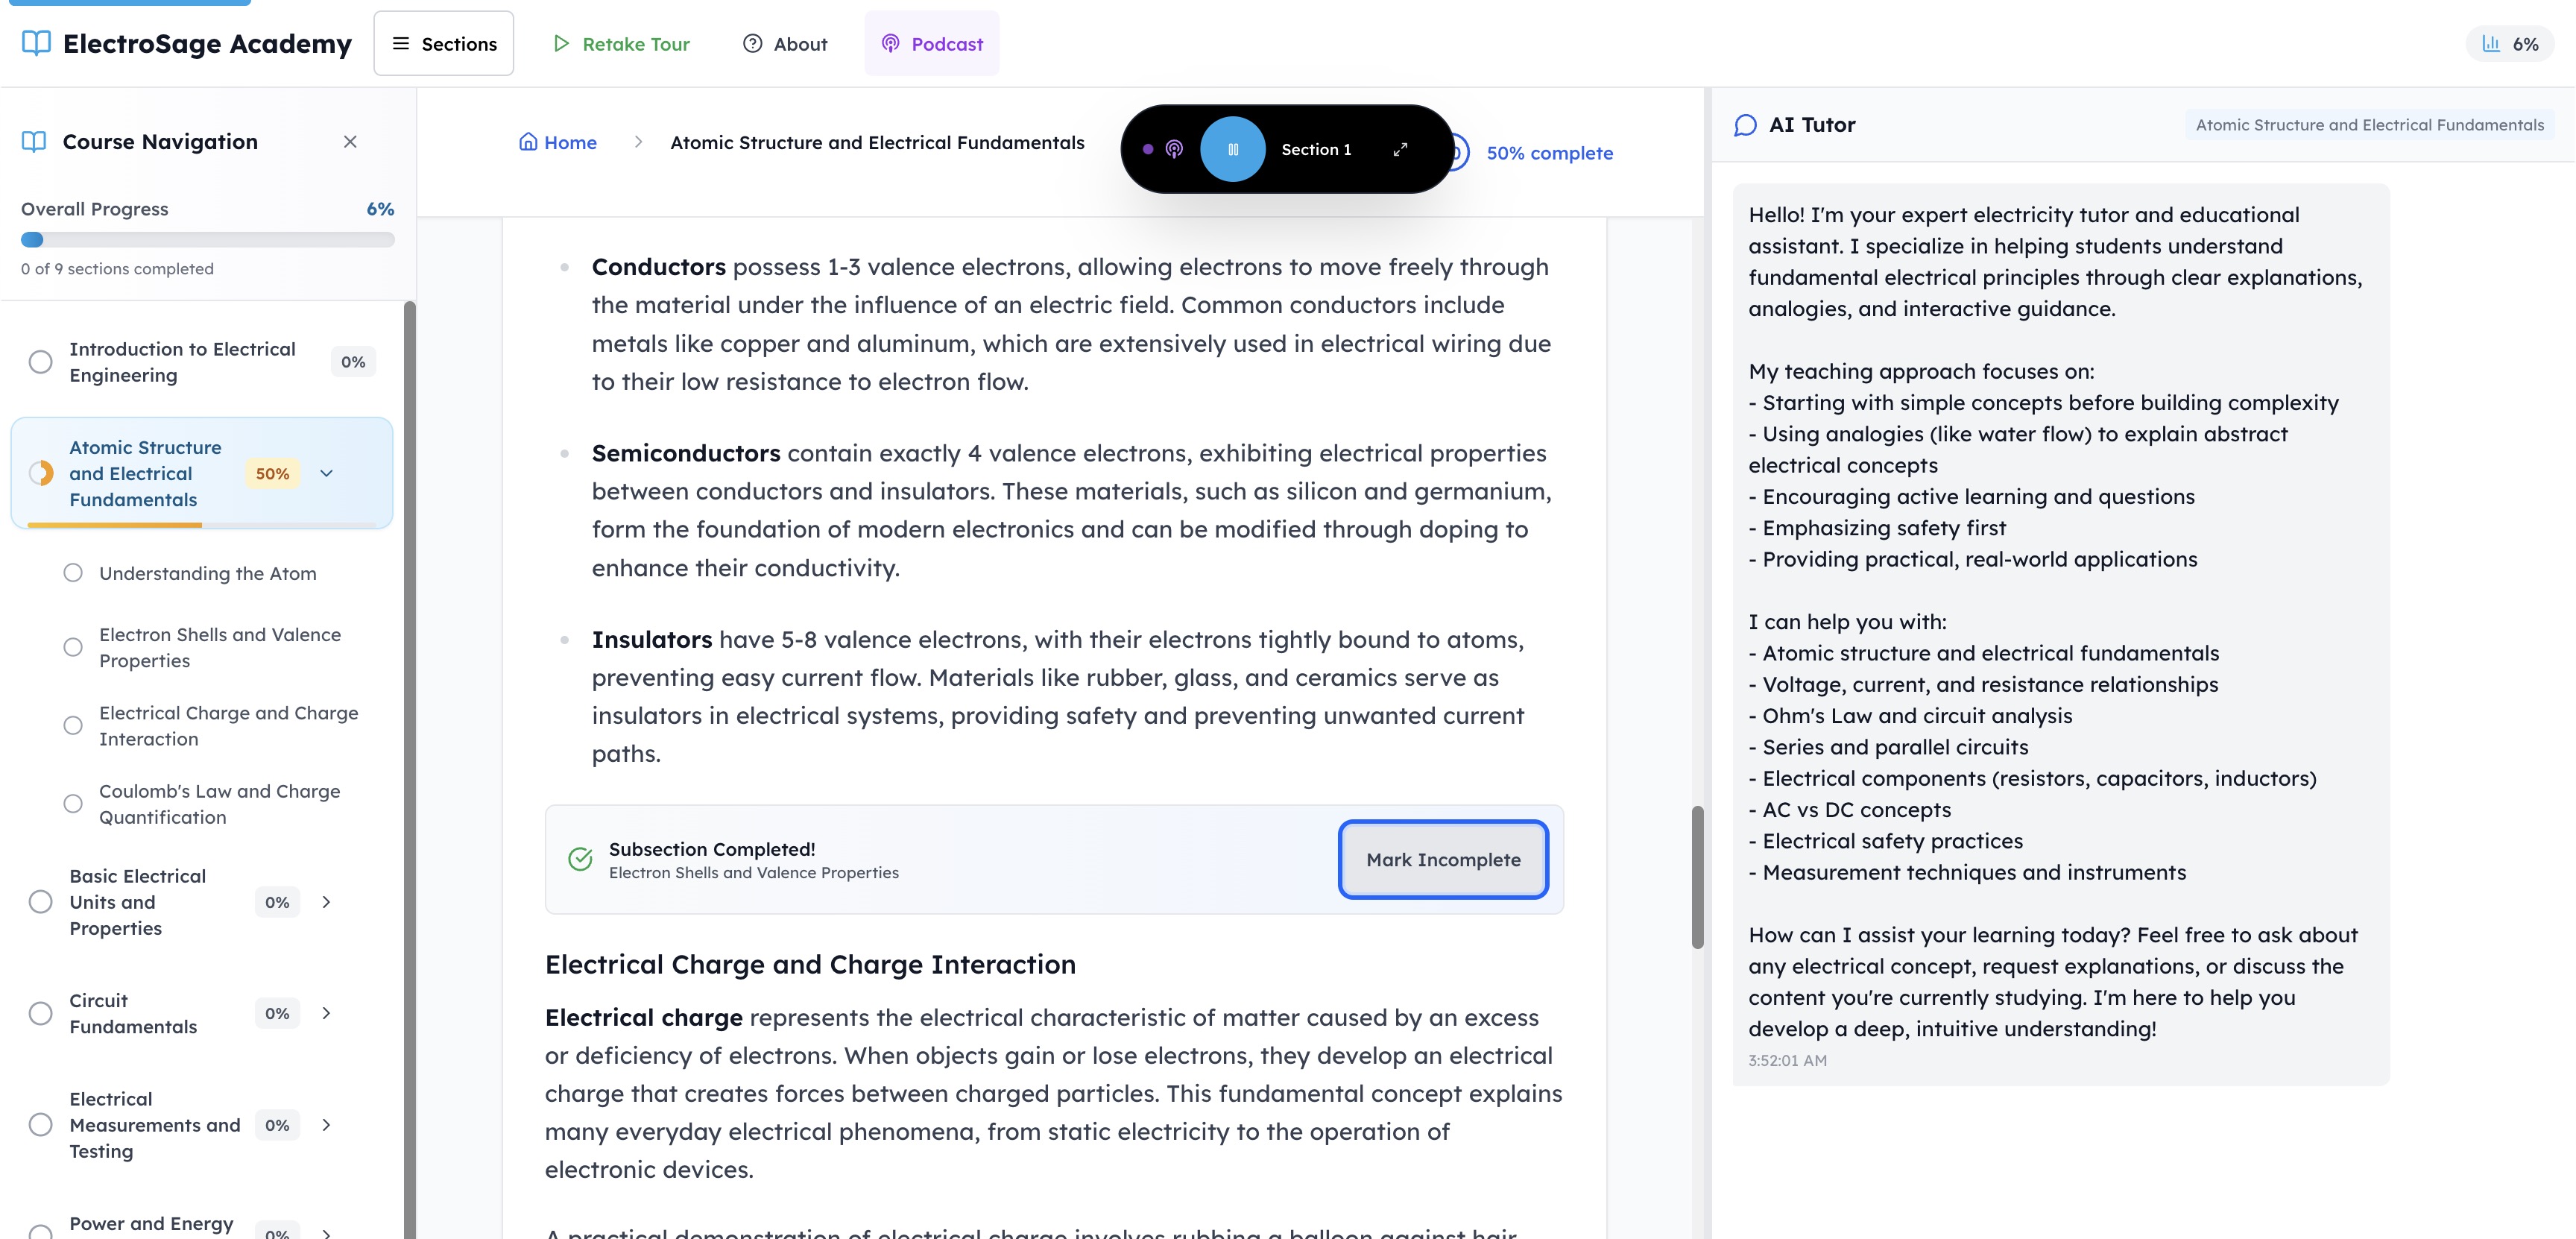 ElectroSage Academy
Sections
Retake Tour
About
Podcast
6%
Course Navigation
Overall Progress
6%
0 of 9 sections completed
Introduction to Electrical
Engineering
0%
Atomic Structure
and Electrical
Fundamentals
50%
Understanding the Atom
Electron Shells and Valence
Properties
Electrical Charge and Charge
Interaction
Coulomb's Law and Charge
Quantification
Basic Electrical
Units and
Properties
0%
Circuit
Fundamentals
0%
Electrical
Measurements and
Testing
0%
Power and Energy
0%
Home
Atomic Structure and Electrical Fundamentals
Section 1
50% complete
Conductors possess 1-3 valence electrons, allowing electrons to move freely through
the material under the influence of an electric field. Common conductors include
metals like copper and aluminum, which are extensively used in electrical wiring due
to their low resistance to electron flow.
Semiconductors contain exactly 4 valence electrons, exhibiting electrical properties
between conductors and insulators. These materials, such as silicon and germanium,
form the foundation of modern electronics and can be modified through doping to
enhance their conductivity.
Insulators have 5-8 valence electrons, with their electrons tightly bound to atoms,
preventing easy current flow. Materials like rubber, glass, and ceramics serve as
insulators in electrical systems, providing safety and preventing unwanted current
paths.
Subsection Completed!
Electron Shells and Valence Properties
Mark Incomplete
Electrical Charge and Charge Interaction
Electrical charge represents the electrical characteristic of matter caused by an excess
or deficiency of electrons. When objects gain or lose electrons, they develop an electrical
charge that creates forces between charged particles. This fundamental concept explains
many everyday electrical phenomena, from static electricity to the operation of
electronic devices.
A practical demonstration of electrical charge involves rubbing a balloon against hair.
AI Tutor
Atomic Structure and Electrical Fundamentals
Hello! I'm your expert electricity tutor and educational
assistant. I specialize in helping students understand
fundamental electrical principles through clear explanations,
analogies, and interactive guidance.
My teaching approach focuses on:
- Starting with simple concepts before building complexity
- Using analogies (like water flow) to explain abstract
electrical concepts
- Encouraging active learning and questions
- Emphasizing safety first
- Providing practical, real-world applications
I can help you with:
- Atomic structure and electrical fundamentals
- Voltage, current, and resistance relationships
- Ohm's Law and circuit analysis
- Series and parallel circuits
- Electrical components (resistors, capacitors, inductors)
- AC vs DC concepts
- Electrical safety practices
- Measurement techniques and instruments
How can I assist your learning today? Feel free to ask about
any electrical concept, request explanations, or discuss the
content you're currently studying. I'm here to help you
develop a deep, intuitive understanding!
3:52:01 AM